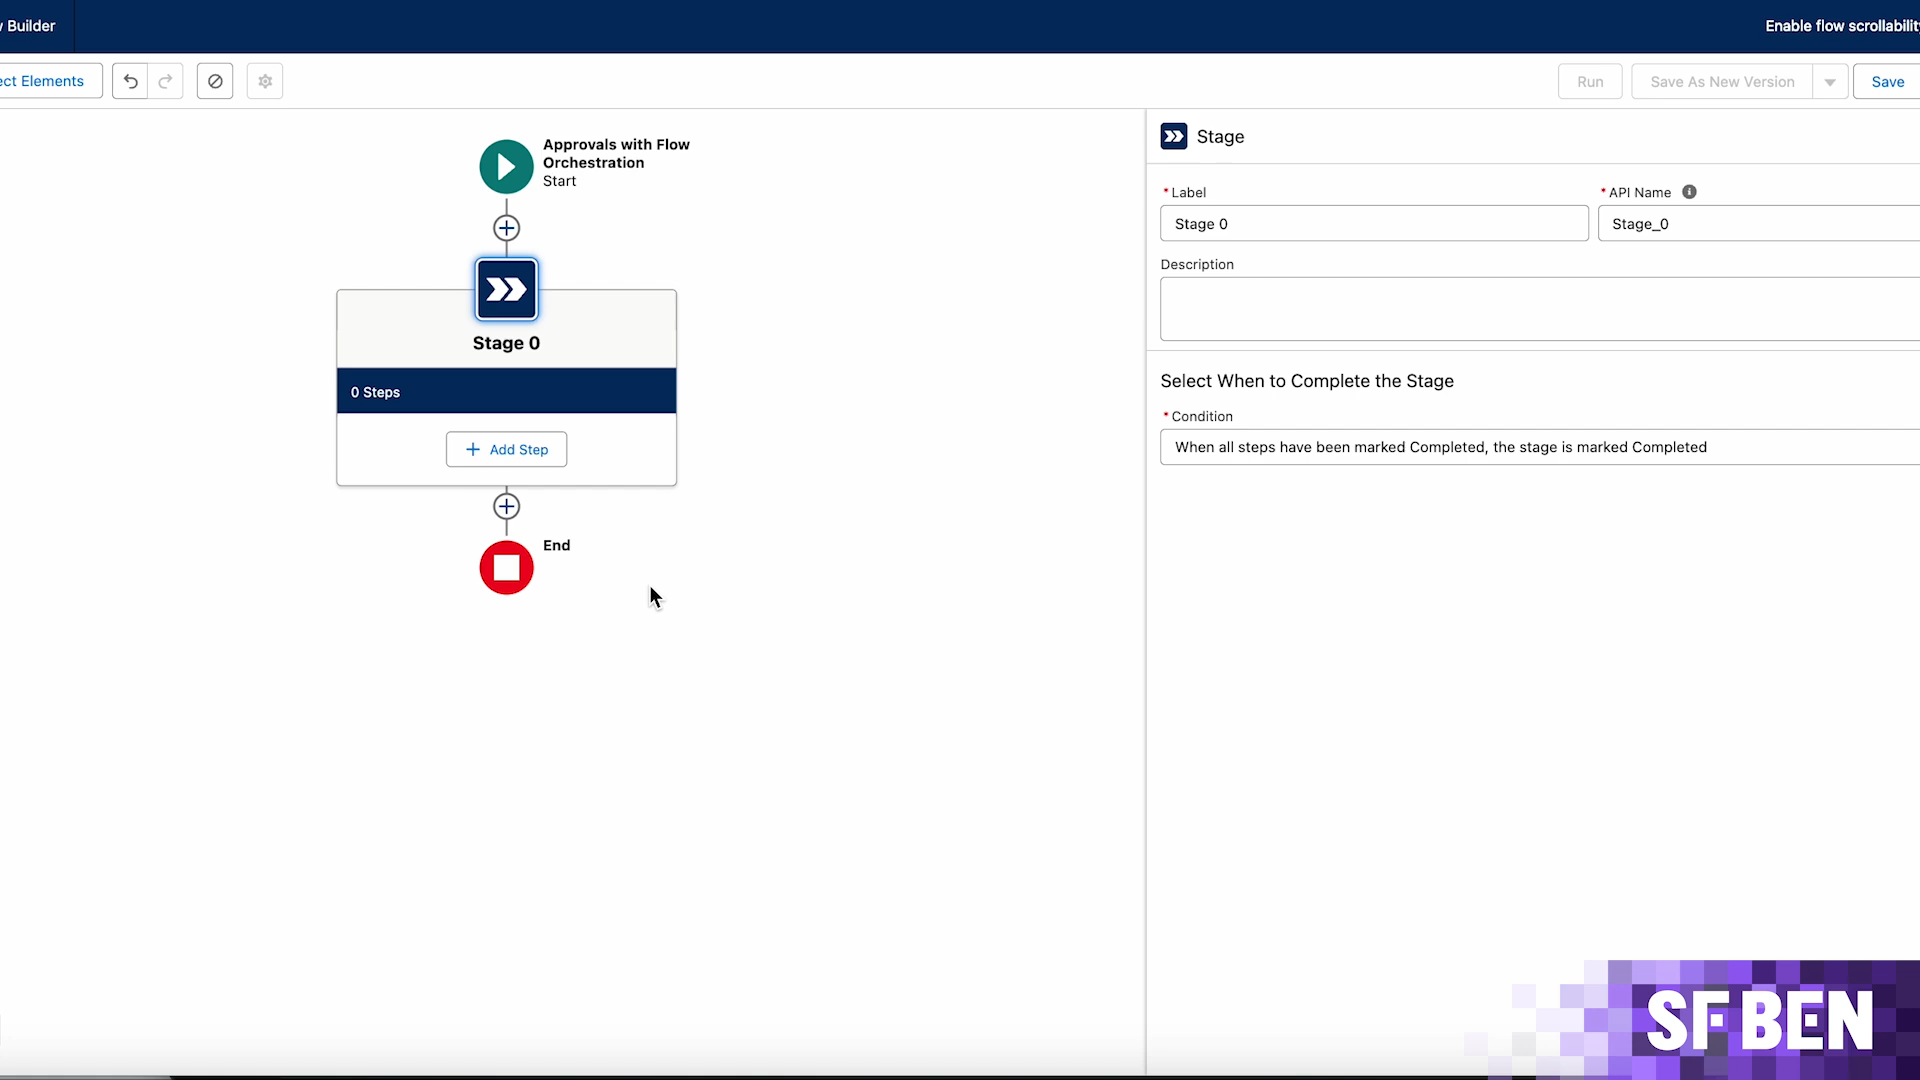 Builder
Enable flow scrollability
ect Elements
Run
Save As New Version
Save
Approvals with Flow
Orchestration
Start
Stage 0
0 Steps
Add Step
End
Stage
* Label
* API Name
Stage 0
Stage_0
Description
Select When to Complete the Stage
* Condition
When all steps have been marked Completed, the stage is marked Completed
SF BEN